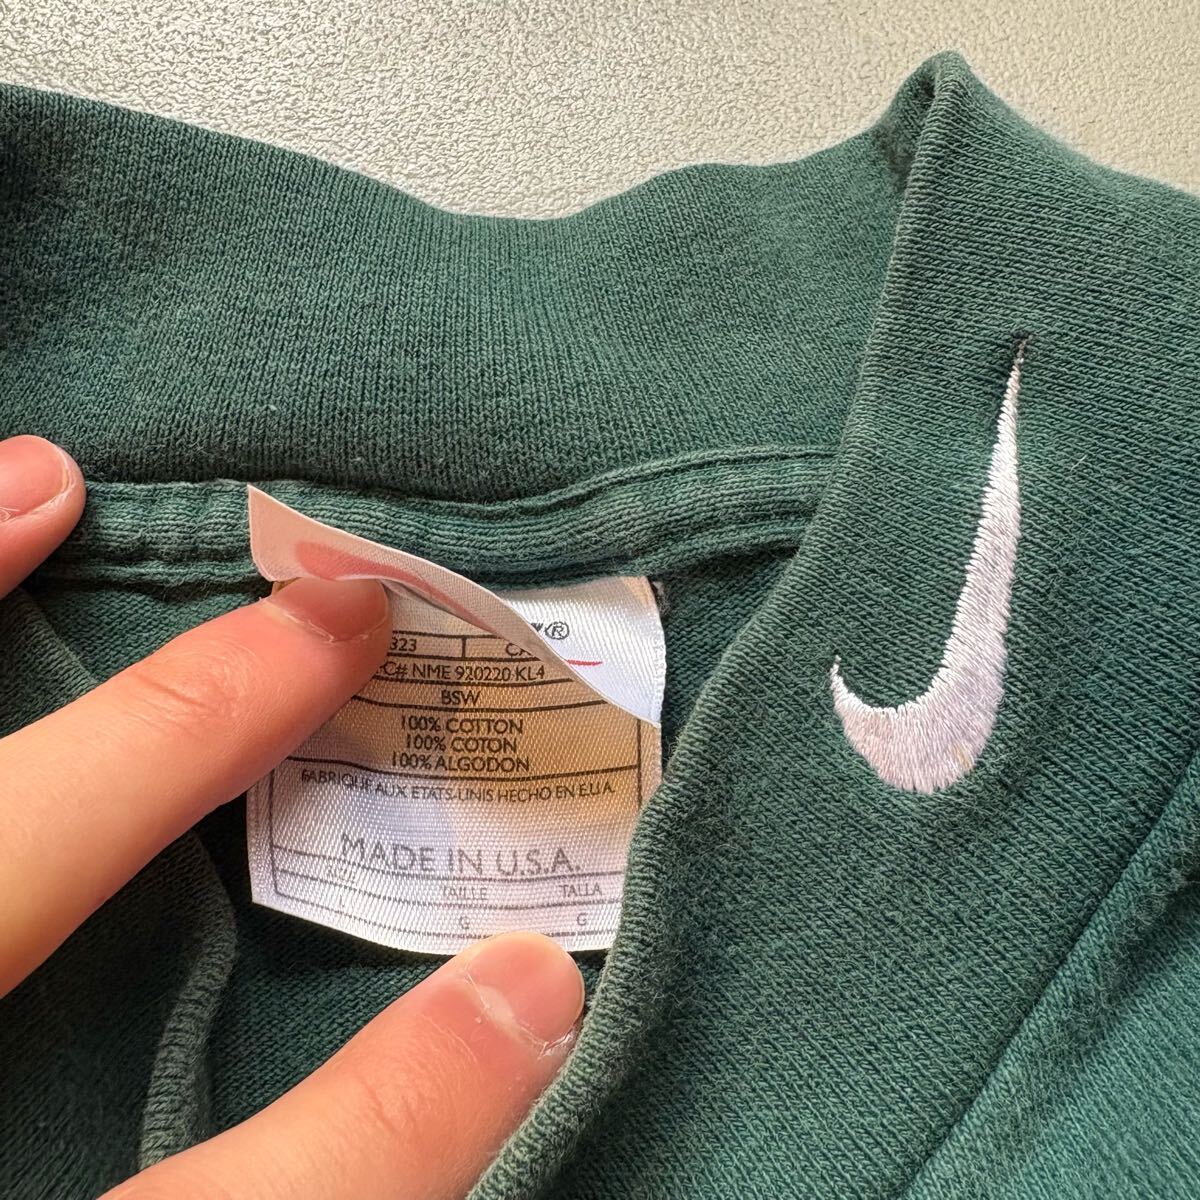 ®
323
C# NME 920220 KL4
BSW
100% COTTON
100% COTON
100% ALGODON
FABRIQUE AUX ETATS-UNIS HECHO EN E.U.A.
MADE IN U.S.A.
SIZE TAILLE TALLA
L G G